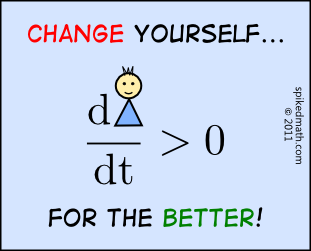 CHANGE YOURSELF...
d
dt
> 0
FOR THE BETTER!
spikedmath.com
© 2011